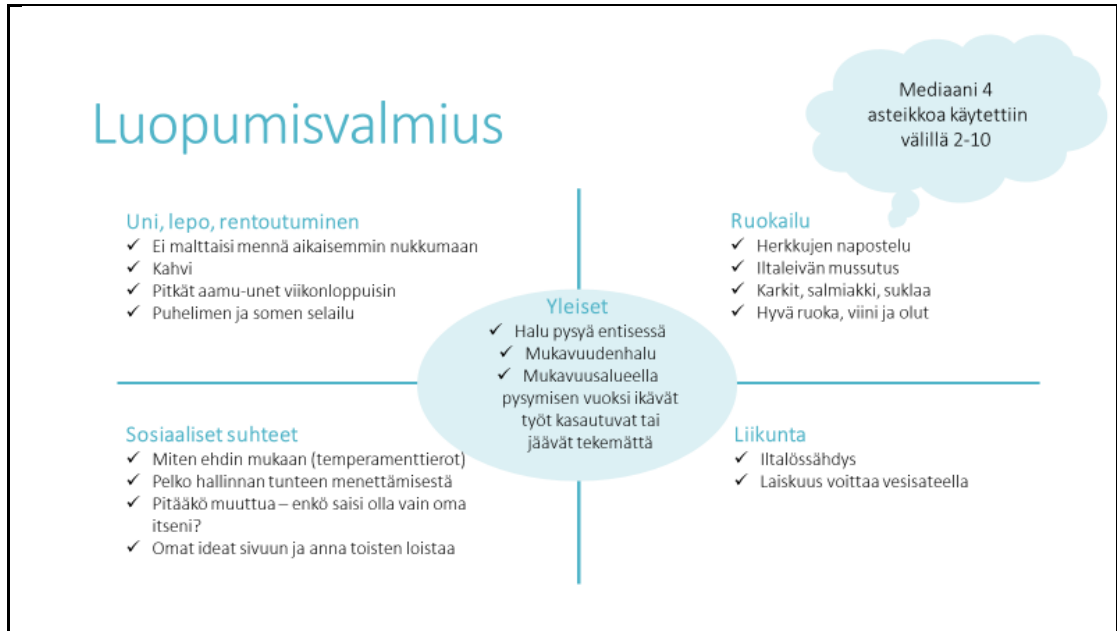 Luopumisvalmius
Mediaani 4
asteikkoa käytettiin
välillä 2-10
Uni, lepo, rentoutuminen
✓ Ei malttaisi mennä aikaisemmin nukkumaan
✓ Kahvi
✓ Pitkät aamu-unet viikonloppuisin
✓ Puhelimen ja somen selailu
Ruokailu
✓ Herkkujen napostelu
✓ Iltaleivän mussutus
✓ Karkit, salmiakki, suklaa
✓ Hyvä ruoka, viini ja olut
Yleiset
✓ Halu pysyä entisessä
✓ Mukavuudenhalu
✓ Mukavuusalueella
pysymisen vuoksi ikävät
työt kasautuvat tai
jäävät tekemättä
Sosiaaliset suhteet
✓ Miten ehdin mukaan (temperamenttierot)
✓ Pelko hallinnan tunteen menettämisestä
✓ Pitääkö muuttua – enkö saisi olla vain oma
itseni?
✓ Omat ideat sivuun ja anna toisten loistaa
Liikunta
✓ Iltalössähdys
✓ Laiskuus voittaa vesisateella